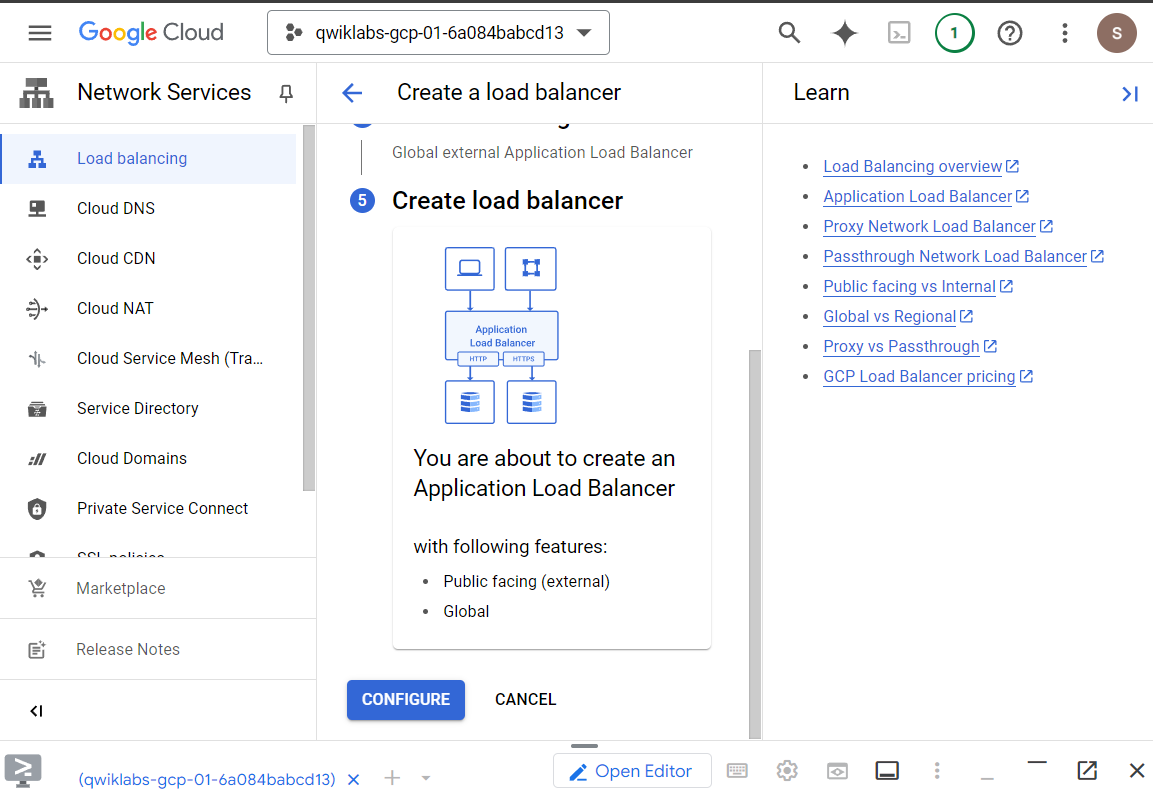 Google Cloud
qwiklabs-gcp-01-6a084babcd13
1
S
Network Services
Create a load balancer
Learn
Load balancing
Cloud DNS
Cloud CDN
Cloud NAT
Cloud Service Mesh (Tra...
Service Directory
Cloud Domains
Private Service Connect
SSL policies
Marketplace
Release Notes
Global external Application Load Balancer
5 Create load balancer
Application
Load Balancer
HTTP HTTPS
You are about to create an
Application Load Balancer
with following features:
• Public facing (external)
• Global
CONFIGURE CANCEL
• Load Balancing overview
• Application Load Balancer
• Proxy Network Load Balancer
• Passthrough Network Load Balancer
• Public facing vs Internal
• Global vs Regional
• Proxy vs Passthrough
• GCP Load Balancer pricing
(qwiklabs-gcp-01-6a084babcd13)
Open Editor